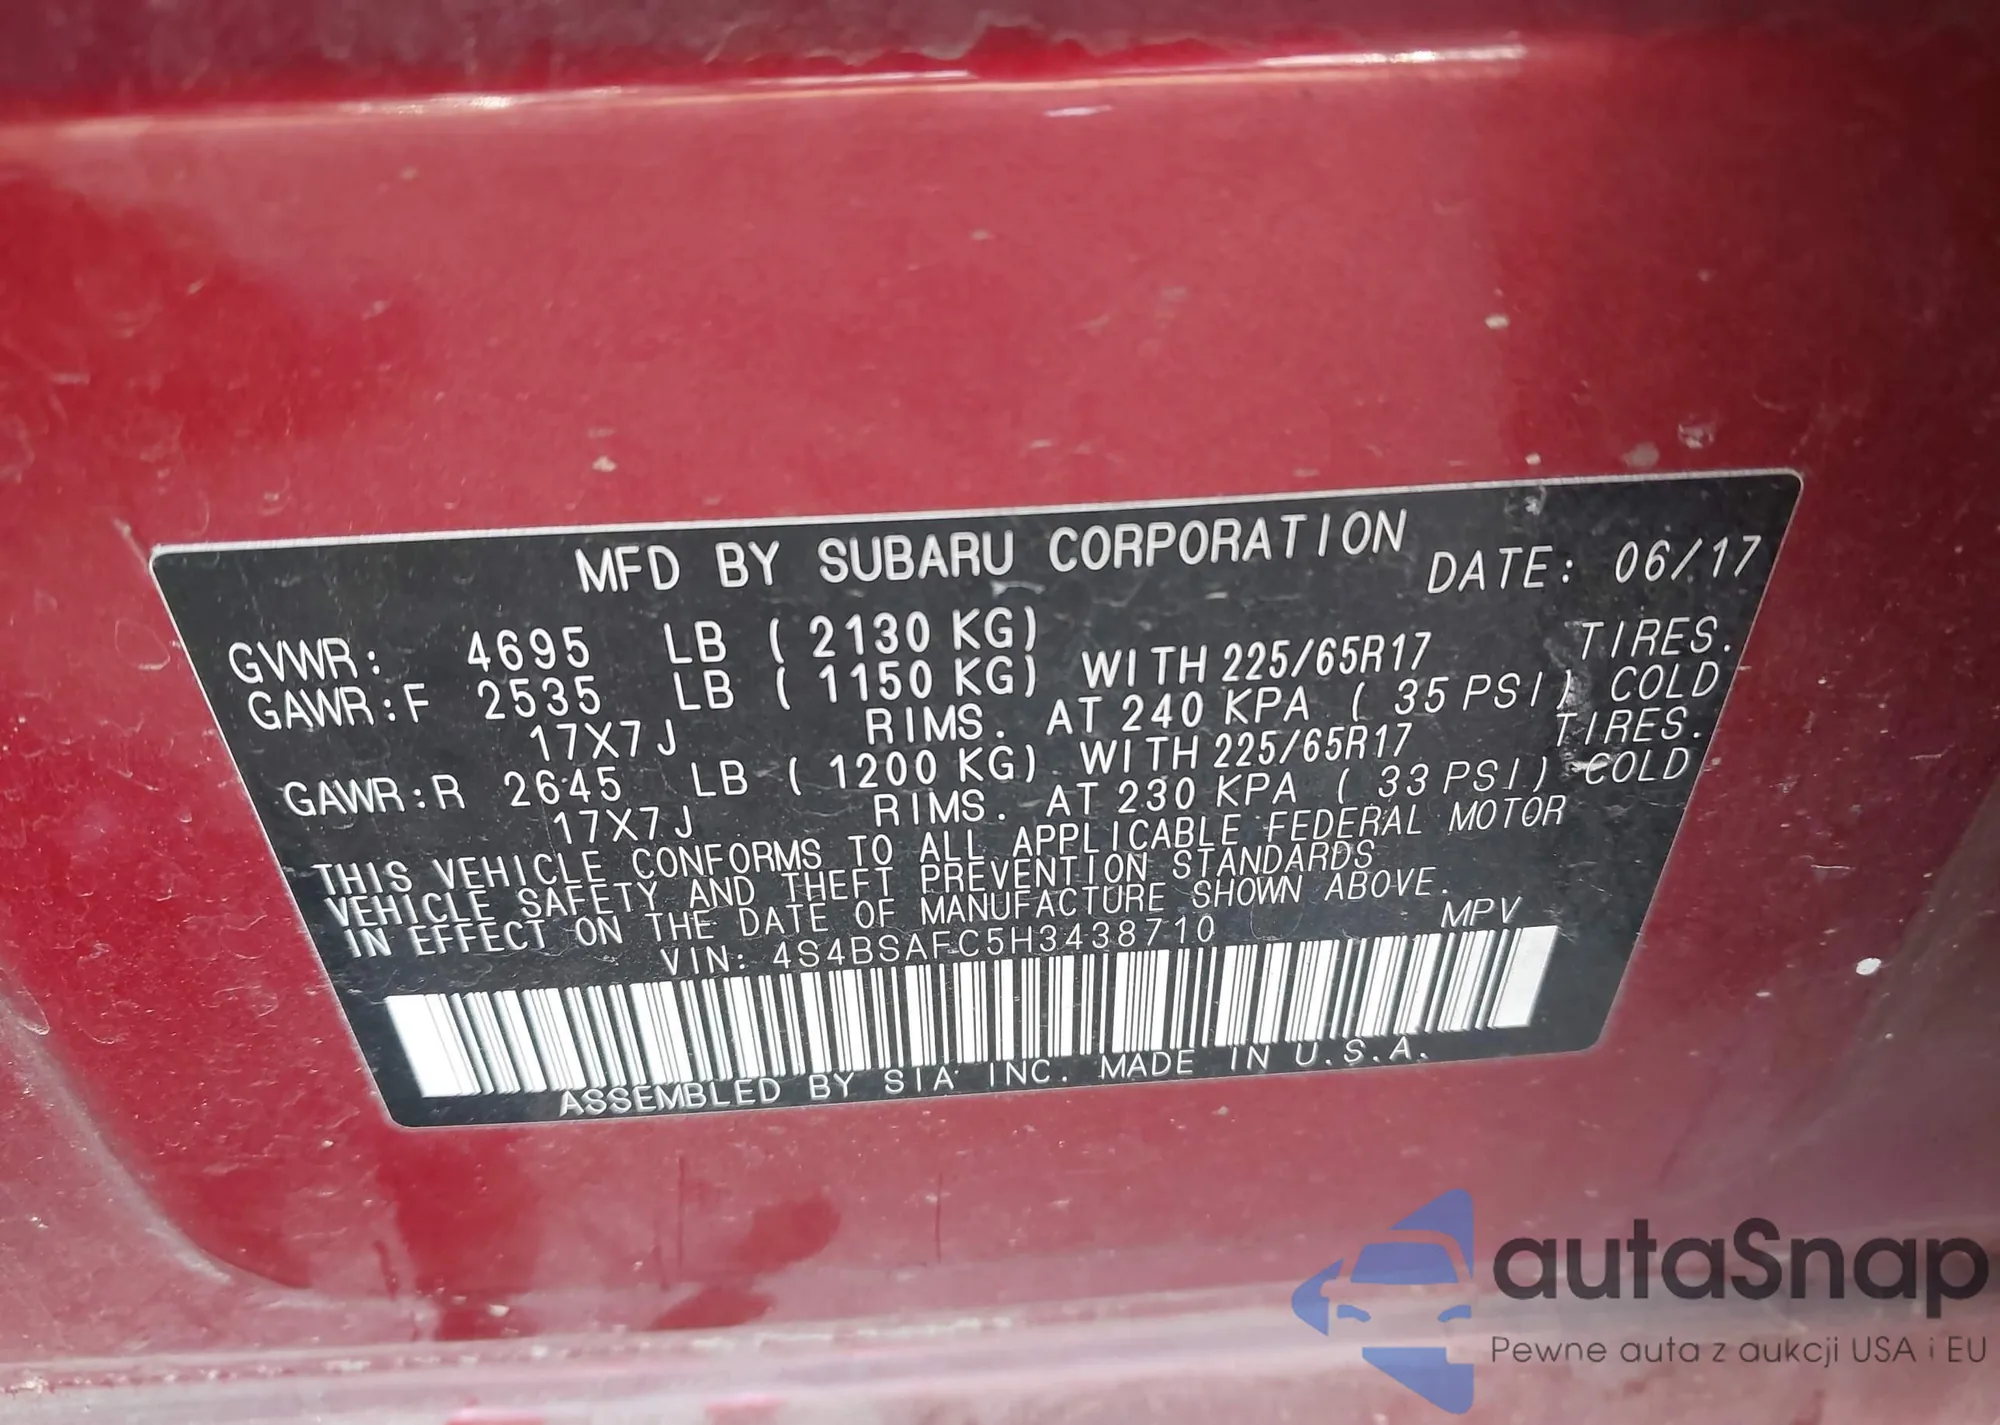 MFD BY SUBARU CORPORATION DATE: 06/17
GVWR: 4695 LB ( 2130 KG)
GAWR:F 2535 LB ( 1150 KG) WITH 225/65R17 TIRES.
17X7J RIMS. AT 240 KPA ( 35 PSI) COLD
GAWR:R 2645 LB ( 1200 KG) WITH 225/65R17 TIRES.
17X7J RIMS. AT 230 KPA ( 33 PSI) COLD
THIS VEHICLE CONFORMS TO ALL APPLICABLE FEDERAL MOTOR
VEHICLE SAFETY AND THEFT PREVENTION STANDARDS
IN EFFECT ON THE DATE OF MANUFACTURE SHOWN ABOVE.
VIN: 4S4BSAFC5H3438710 MPV
ASSEMBLED BY SIA INC. MADE IN U.S.A.
autaSnap
Pewne auta z aukcji USA i EU